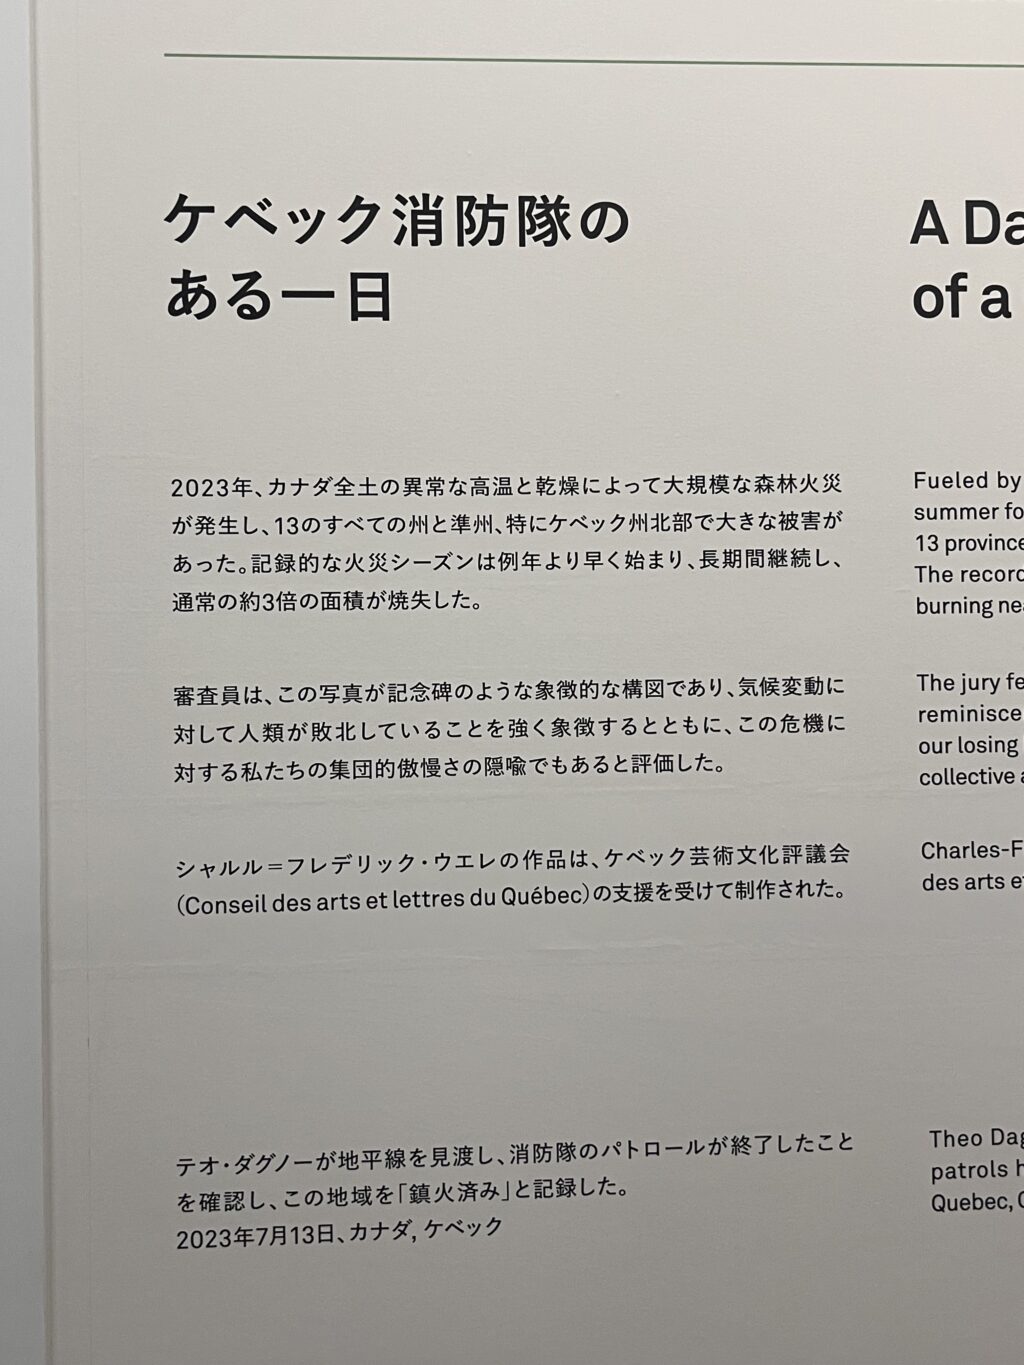 ケベック消防隊の
ある一日
2023年、カナダ全土の異常な高温と乾燥によって大規模な森林火災
が発生し、13のすべての州と準州、特にケベック州北部で大きな被害が
あった。記録的な火災シーズンは例年より早く始まり、長期間継続し、
通常の約3倍の面積が焼失した。
審査員は、この写真が記念碑のような象徴的な構図であり、気候変動に
対して人類が敗北していることを強く象徴するとともに、この危機に
対する私たちの集団的傲慢さの隠喩でもあると評価した。
シャルル＝フレデリック・ウエレの作品は、ケベック芸術文化評議会
（Conseil des arts et lettres du Québec）の支援を受けて制作された。
テオ・ダグノーが地平線を見渡し、消防隊のパトロールが終了したこと
を確認し、この地域を「鎮火済み」と記録した。
2023年7月13日、カナダ, ケベック
A Da
of a
Fueled by
summer fo
13 province
The record
burning nea
The jury fe
reminisce
our losing
collective a
Charles-F
des arts et
Theo Dag
patrols h
Quebec, C